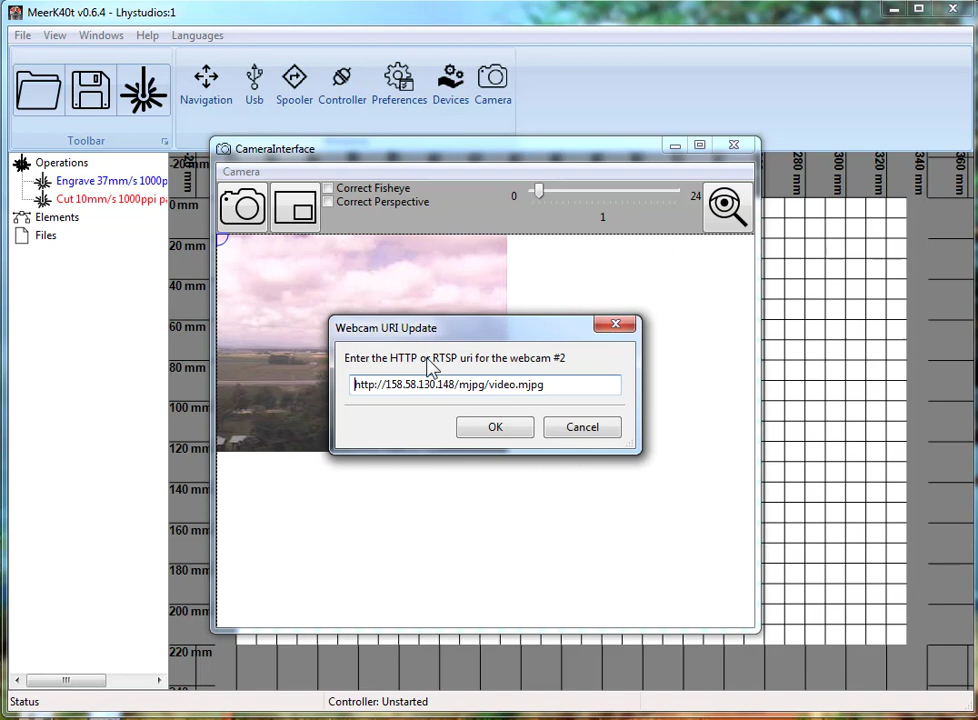 MeerK40t v0.6.4 - Lhystudios:1
File View Windows Help Languages
Navigation Usb Spooler Controller Preferences Devices Camera
Toolbar
CameraInterface
Camera
Correct Fisheye
Correct Perspective
0 24
1
Operations
Engrave 37mm/s 1000p
Cut 10mm/s 1000ppi pa
Elements
Files
280 mm 300 mm 320 mm 340 mm 360 mm
0 mm
20 mm
40 mm
60 mm
80 mm
100 mm
120 mm
140 mm
160 mm
180 mm
200 mm
220 mm
Webcam URI Update
Enter the HTTP or RTSP uri for the webcam #2
http://158.58.130.148/mjpg/video.mjpg
OK Cancel
Status Controller: Unstarted